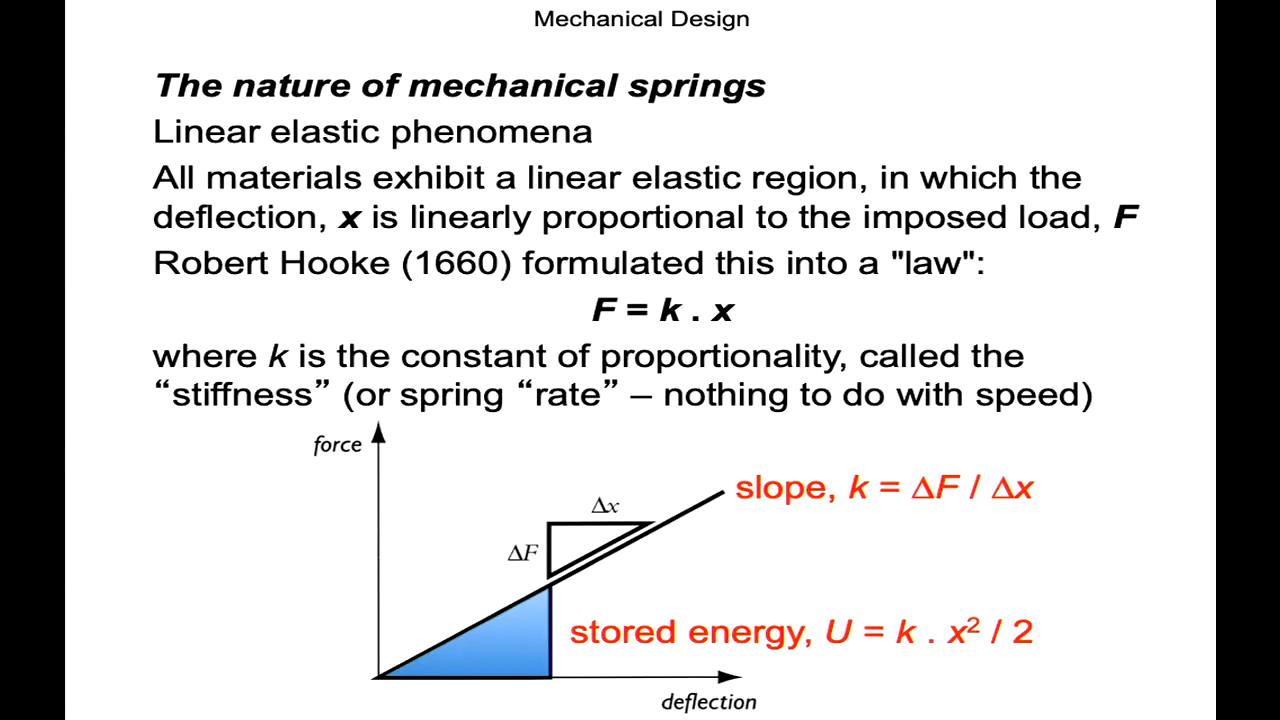 Mechanical Design
The nature of mechanical springs
Linear elastic phenomena
All materials exhibit a linear elastic region, in which the
deflection, x is linearly proportional to the imposed load, F
Robert Hooke (1660) formulated this into a "law":
F = k . x
where k is the constant of proportionality, called the
“stiffness” (or spring “rate” – nothing to do with speed)
force
slope, k = ΔF / Δx
Δx
ΔF
stored energy, U = k . x² / 2
deflection